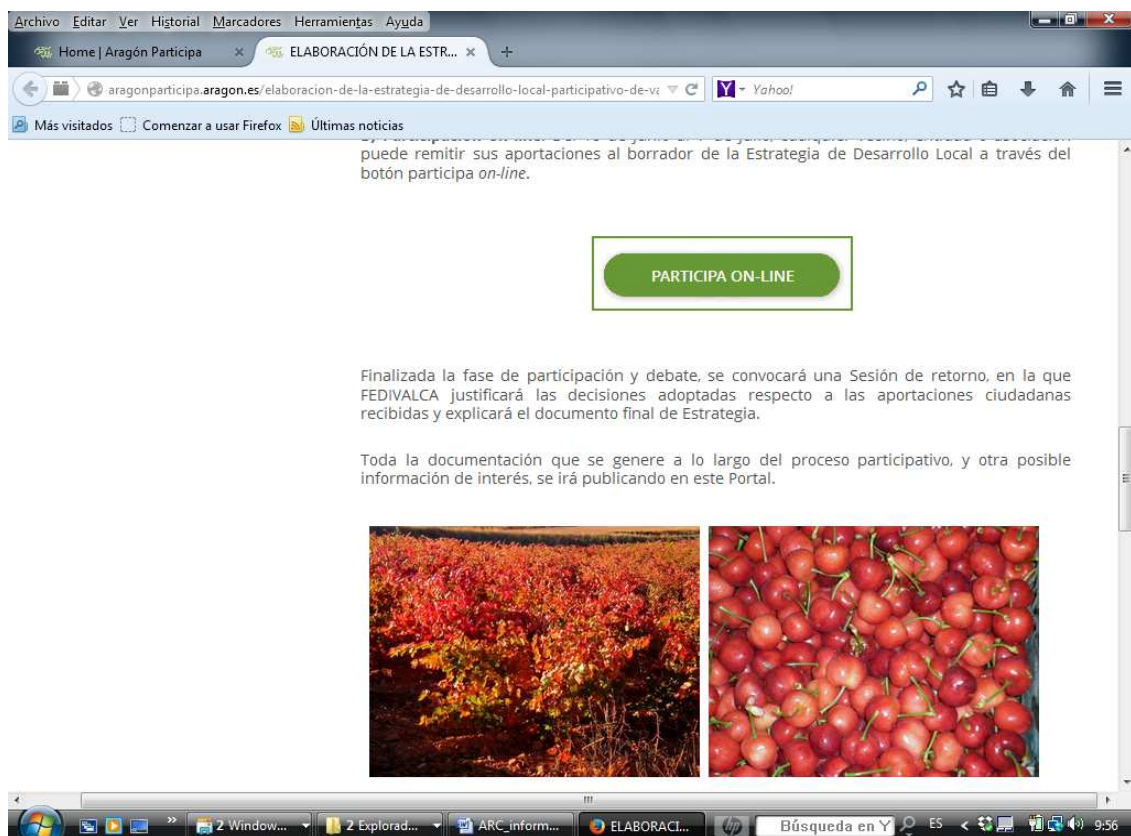 Archivo Editar Ver Historial Marcadores Herramientas Ayuda
Home | Aragón Participa × ELABORACIÓN DE LA ESTR... × +
aragonparticipa.aragon.es/elaboracion-de-la-estrategia-de-desarrollo-local-participativo-de-va Yahoo!
Más visitados Comenzar a usar Firefox Últimas noticias
puede remitir sus aportaciones al borrador de la Estrategia de Desarrollo Local a través del
botón participa on-line.
PARTICIPA ON-LINE
Finalizada la fase de participación y debate, se convocará una Sesión de retorno, en la que
FEDIVALCA justificará las decisiones adoptadas respecto a las aportaciones ciudadanas
recibidas y explicará el documento final de Estrategia.
Toda la documentación que se genere a lo largo del proceso participativo, y otra posible
información de interés, se irá publicando en este Portal.
2 Window... 2 Explorad... ARC_inform... ELABORACI... hp Búsqueda en Y ES 9:56